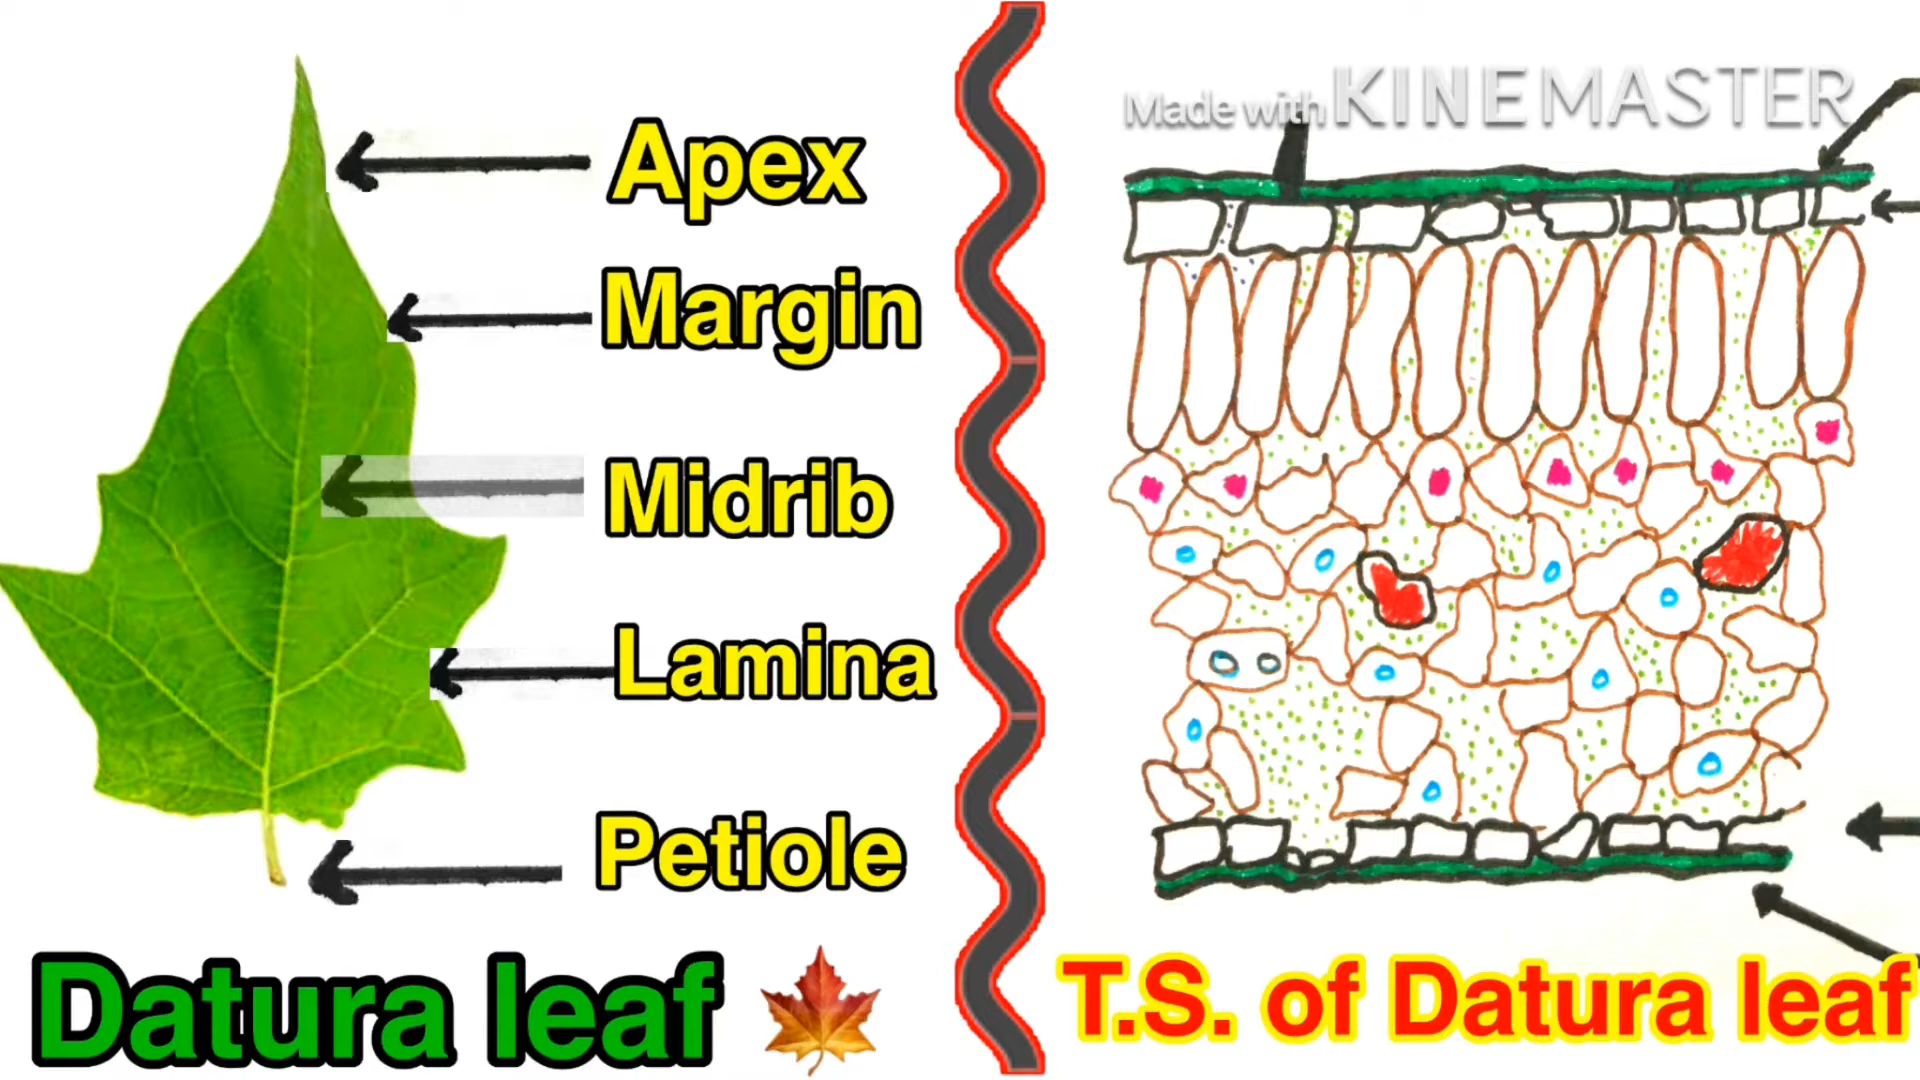 Apex
Margin
Midrib
Lamina
Petiole
Datura leaf
Made with KINEMASTER
T.S. of Datura leaf